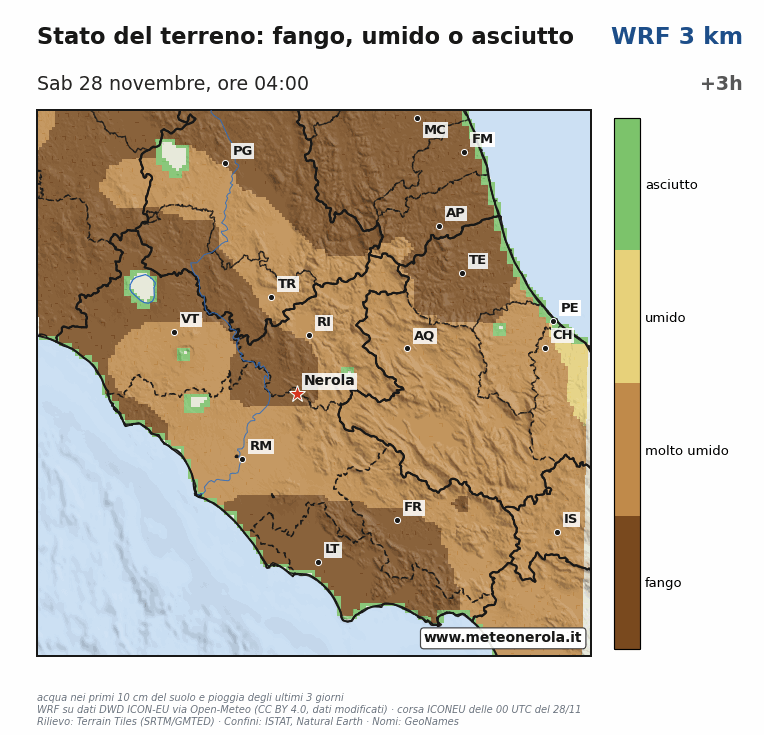 Stato del terreno: fango, umido o asciutto
WRF 3 km
Sab 28 novembre, ore 04:00
+3h
MC
FM
PG
asciutto
AP
TE
TR
PE
VT
RI
AQ
CH
umido
Nerola
RM
molto umido
FR
IS
LT
fango
www.meteonerola.it
acqua nei primi 10 cm del suolo e pioggia degli ultimi 3 giorni
WRF su dati DWD ICON-EU via Open-Meteo (CC BY 4.0, dati modificati) · corsa ICONEU delle 00 UTC del 28/11
Rilievo: Terrain Tiles (SRTM/GMTED) · Confini: ISTAT, Natural Earth · Nomi: GeoNames